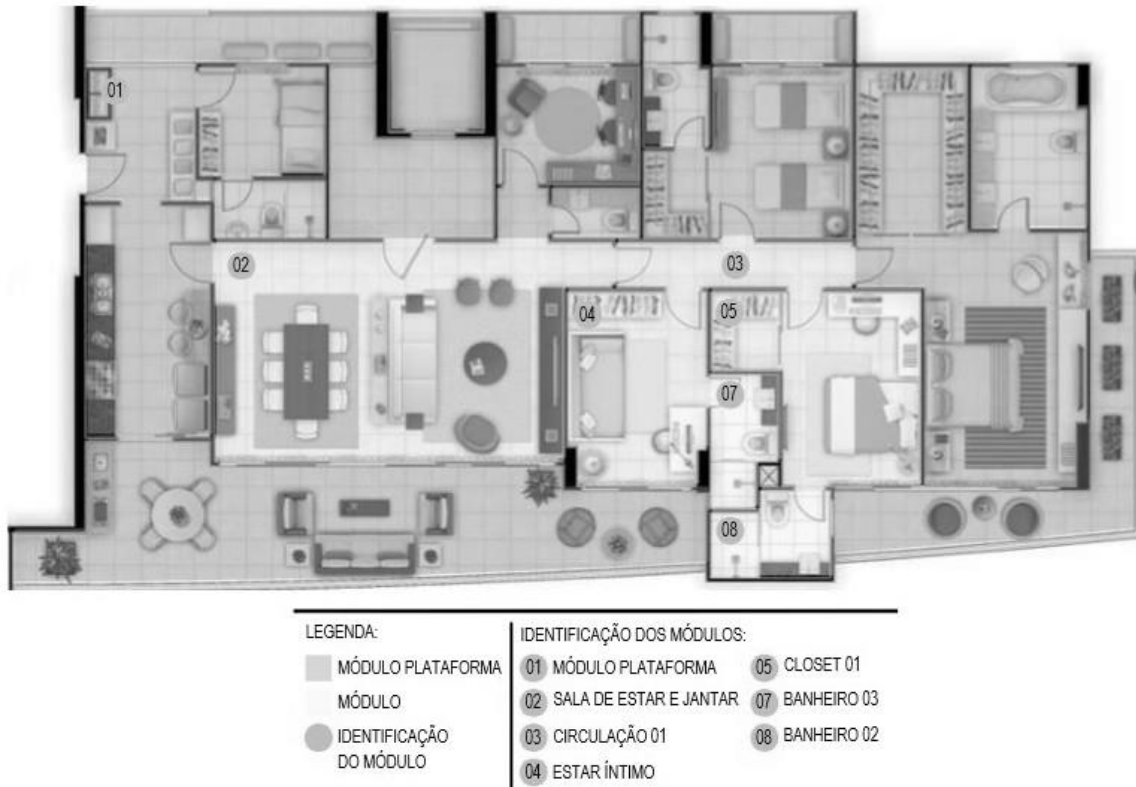 01
02
03
04
05
07
08
LEGENDA:
MÓDULO PLATAFORMA
MÓDULO
IDENTIFICAÇÃO
DO MÓDULO
IDENTIFICAÇÃO DOS MÓDULOS:
01 MÓDULO PLATAFORMA
02 SALA DE ESTAR E JANTAR
03 CIRCULAÇÃO 01
04 ESTAR ÍNTIMO
05 CLOSET 01
07 BANHEIRO 03
08 BANHEIRO 02